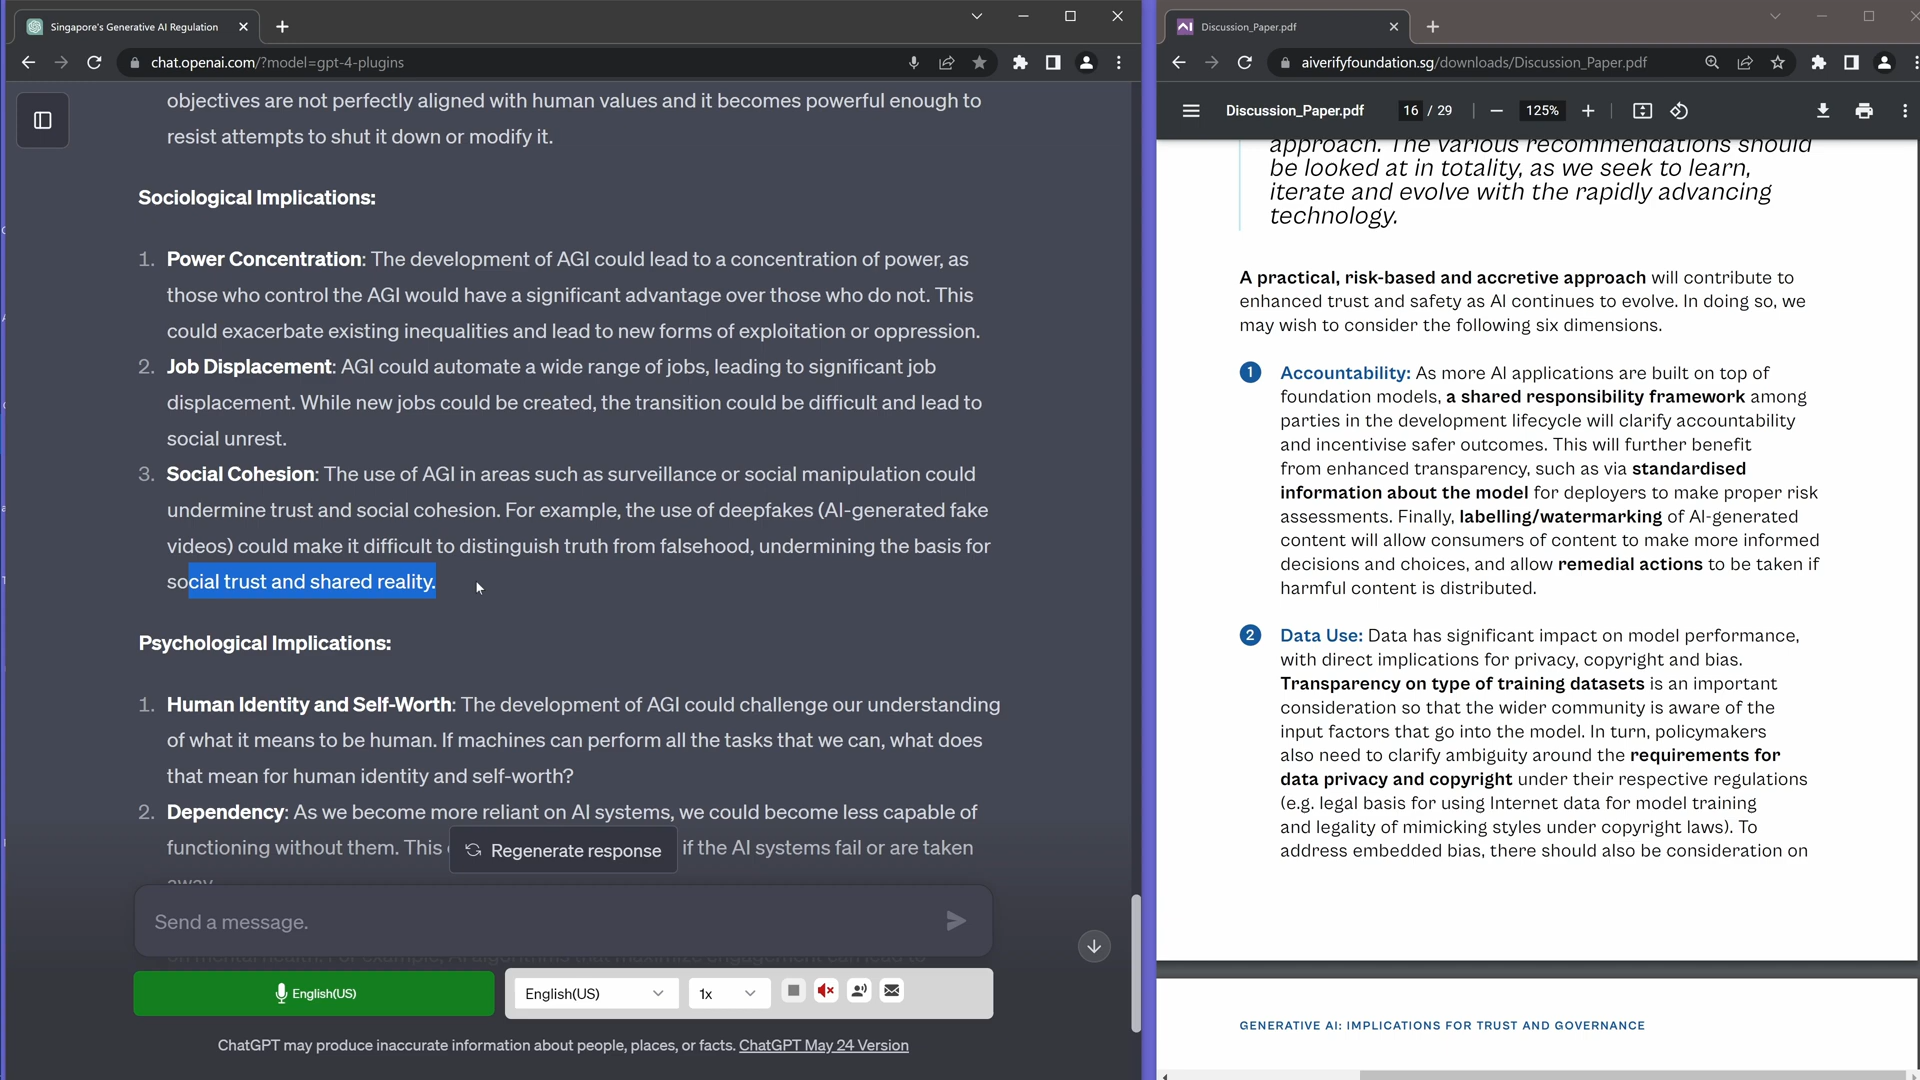 Singapore's Generative AI Regulation
chat.openai.com/?model=gpt-4-plugins
objectives are not perfectly aligned with human values and it becomes powerful enough to
resist attempts to shut it down or modify it.
Sociological Implications:
1. Power Concentration: The development of AGI could lead to a concentration of power, as
those who control the AGI would have a significant advantage over those who do not. This
could exacerbate existing inequalities and lead to new forms of exploitation or oppression.
2. Job Displacement: AGI could automate a wide range of jobs, leading to significant job
displacement. While new jobs could be created, the transition could be difficult and lead to
social unrest.
3. Social Cohesion: The use of AGI in areas such as surveillance or social manipulation could
undermine trust and social cohesion. For example, the use of deepfakes (AI-generated fake
videos) could make it difficult to distinguish truth from falsehood, undermining the basis for
social trust and shared reality.
Psychological Implications:
1. Human Identity and Self-Worth: The development of AGI could challenge our understanding
of what it means to be human. If machines can perform all the tasks that we can, what does
that mean for human identity and self-worth?
2. Dependency: As we become more reliant on AI systems, we could become less capable of
functioning without them. This
Regenerate response
if the AI systems fail or are taken
away.
Send a message.
English(US)
English(US)
1x
ChatGPT may produce inaccurate information about people, places, or facts. ChatGPT May 24 Version
Discussion_Paper.pdf
aiverifyfoundation.sg/downloads/Discussion_Paper.pdf
Discussion_Paper.pdf
16 / 29
125%
approach. The various recommendations should
be looked at in totality, as we seek to learn,
iterate and evolve with the rapidly advancing
technology.
A practical, risk-based and accretive approach will contribute to
enhanced trust and safety as AI continues to evolve. In doing so, we
may wish to consider the following six dimensions.
1 Accountability: As more AI applications are built on top of
foundation models, a shared responsibility framework among
parties in the development lifecycle will clarify accountability
and incentivise safer outcomes. This will further benefit
from enhanced transparency, such as via standardised
information about the model for deployers to make proper risk
assessments. Finally, labelling/watermarking of AI-generated
content will allow consumers of content to make more informed
decisions and choices, and allow remedial actions to be taken if
harmful content is distributed.
2 Data Use: Data has significant impact on model performance,
with direct implications for privacy, copyright and bias.
Transparency on type of training datasets is an important
consideration so that the wider community is aware of the
input factors that go into the model. In turn, policymakers
also need to clarify ambiguity around the requirements for
data privacy and copyright under their respective regulations
(e.g. legal basis for using Internet data for model training
and legality of mimicking styles under copyright laws). To
address embedded bias, there should also be consideration on
GENERATIVE AI: IMPLICATIONS FOR TRUST AND GOVERNANCE